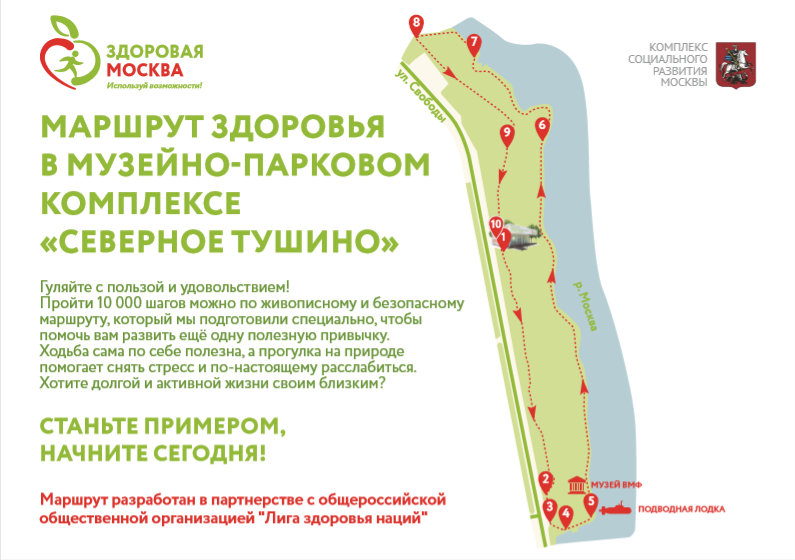 ЗДОРОВАЯ
МОСКВА
Используй возможности!
КОМПЛЕКС
СОЦИАЛЬНОГО
РАЗВИТИЯ
МОСКВЫ
МАРШРУТ ЗДОРОВЬЯ
В МУЗЕЙНО-ПАРКОВОМ
КОМПЛЕКСЕ
«СЕВЕРНОЕ ТУШИНО»
Гуляйте с пользой и удовольствием!
Пройти 10 000 шагов можно по живописному и безопасному
маршруту, который мы подготовили специально, чтобы
помочь вам развить ещё одну полезную привычку.
Ходьба сама по себе полезна, а прогулка на природе
помогает снять стресс и по-настоящему расслабиться.
Хотите долгой и активной жизни своим близким?
СТАНЬТЕ ПРИМЕРОМ,
НАЧНИТЕ СЕГОДНЯ!
Маршрут разработан в партнерстве с общероссийской
общественной организацией "Лига здоровья наций"
8
7
ул. Свободы
9
6
10
1
р. Москва
2
МУЗЕЙ ВМФ
3
4
5
ПОДВОДНАЯ ЛОДКА